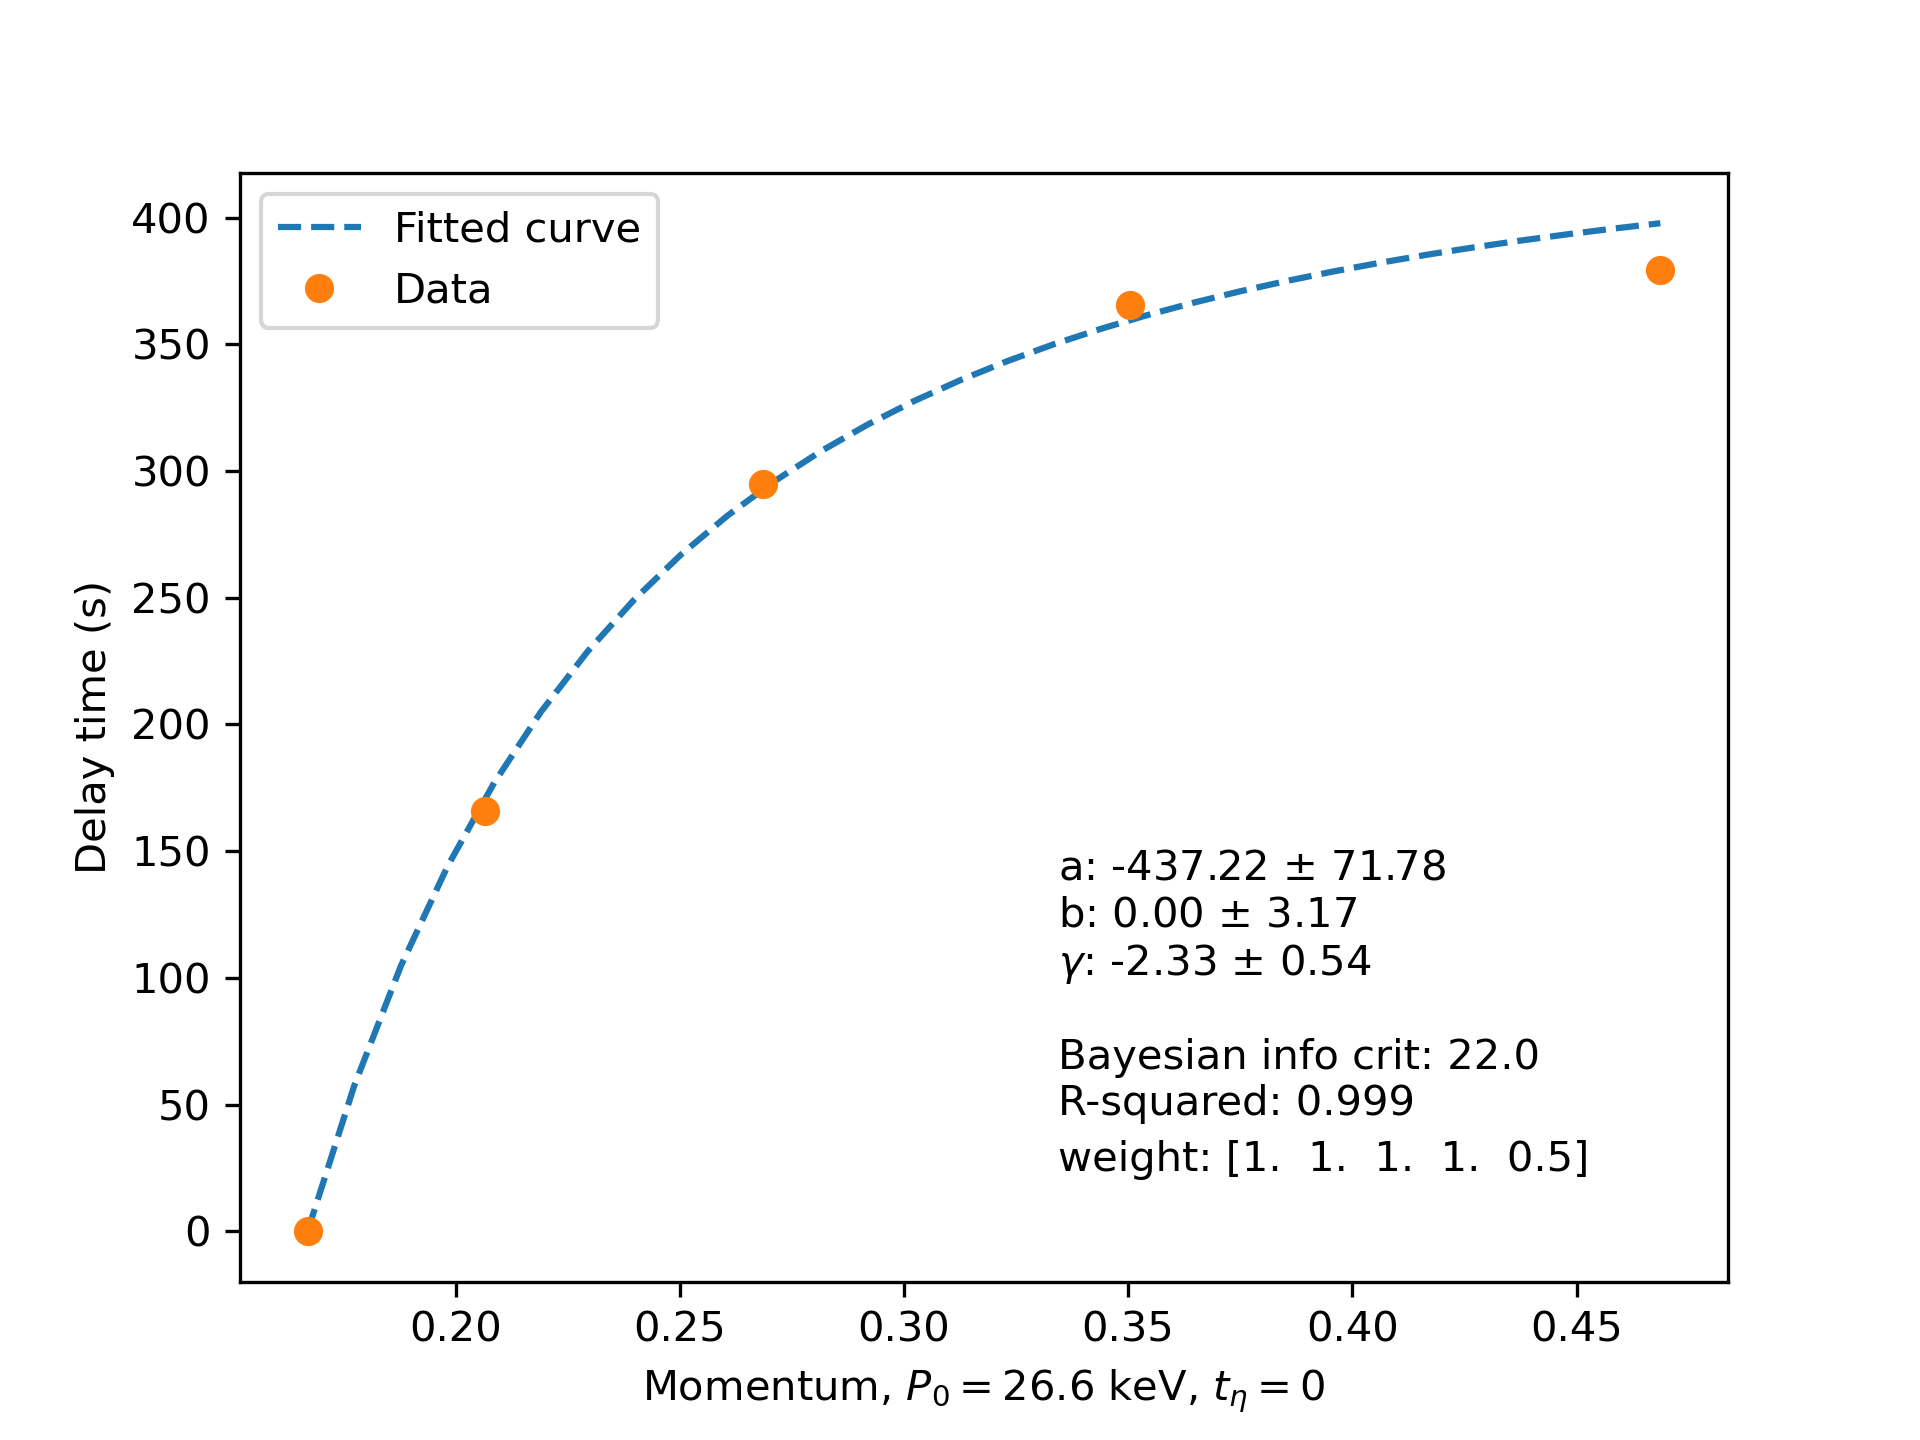 Fitted curve
Data
400
350
300
250
200
150
100
50
0
Delay time (s)
a: -437.22 ± 71.78
b: 0.00 ± 3.17
γ: -2.33 ± 0.54
Bayesian info crit: 22.0
R-squared: 0.999
weight: [1. 1. 1. 1. 0.5]
0.20 0.25 0.30 0.35 0.40 0.45
Momentum, P₀ = 26.6 keV, tη = 0